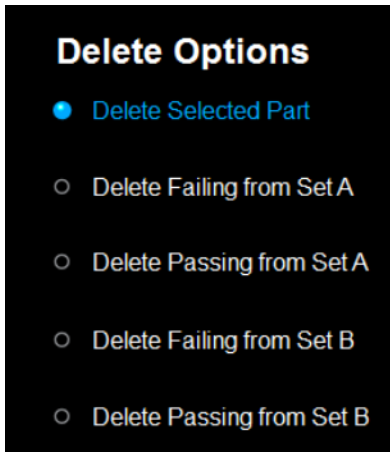 Delete Options
Delete Selected Part
Delete Failing from Set A
Delete Passing from Set A
Delete Failing from Set B
Delete Passing from Set B